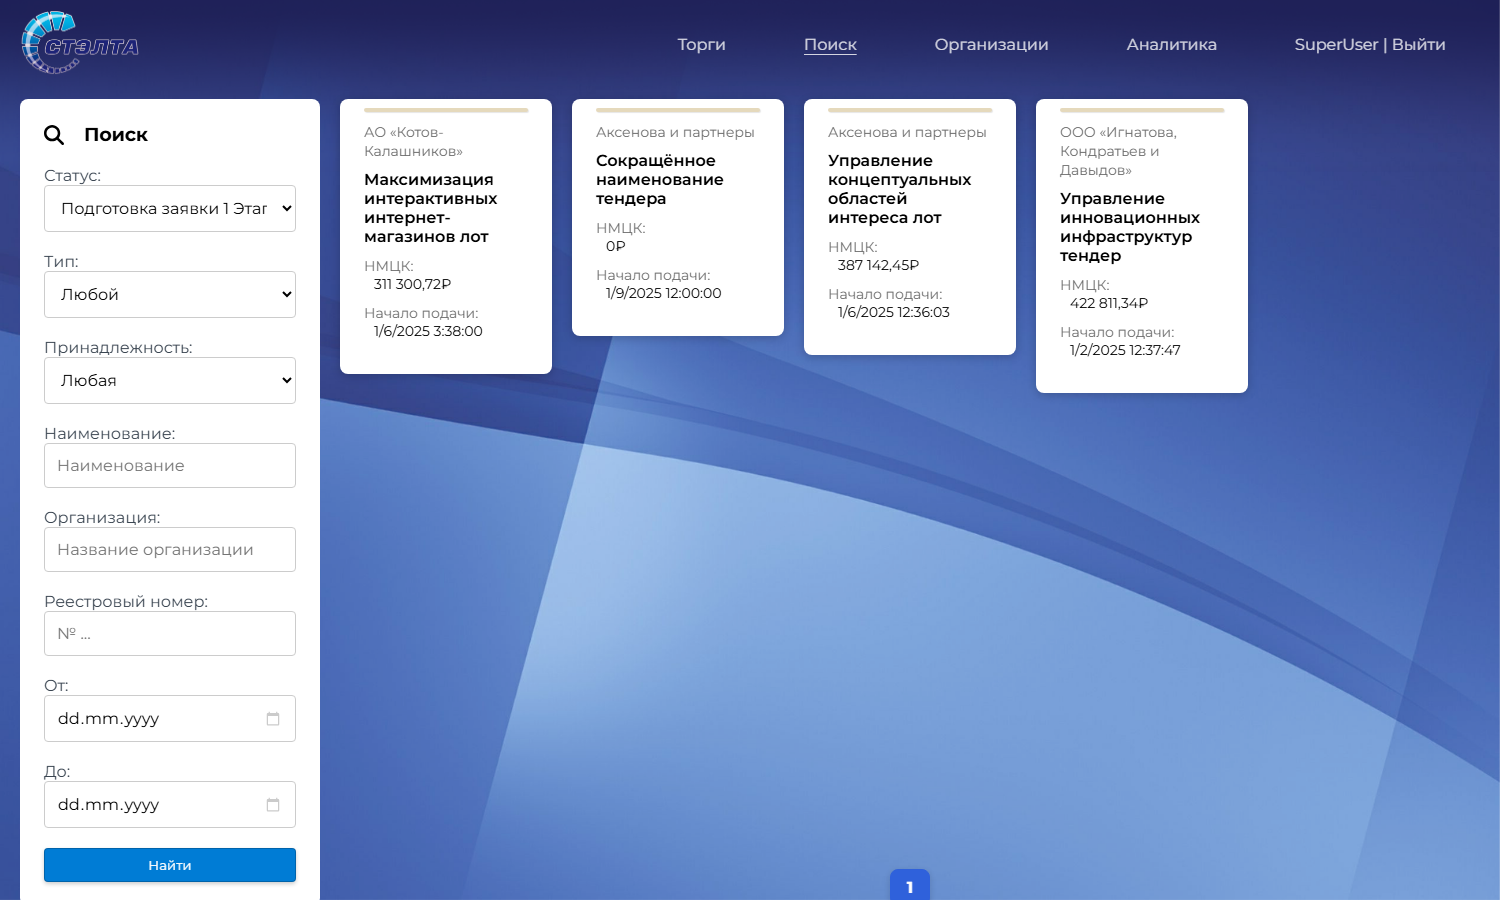 СТЭЛТА
Торги
Поиск
Организации
Аналитика
SuperUser | Выйти
Поиск
Статус:
Подготовка заявки 1 Этап
Тип:
Любой
Принадлежность:
Любая
Наименование:
Наименование
Организация:
Название организации
Реестровый номер:
№ ...
От:
dd.mm.yyyy
До:
dd.mm.yyyy
Найти
АО «Котов-
Калашников»
Максимизация
интерактивных
интернет-
магазинов лот
НМЦК:
311 300,72₽
Начало подачи:
1/6/2025 3:38:00
Аксенова и партнеры
Сокращённое
наименование
тендера
НМЦК:
0₽
Начало подачи:
1/9/2025 12:00:00
Аксенова и партнеры
Управление
концептуальных
областей
интереса лот
НМЦК:
387 142,45₽
Начало подачи:
1/6/2025 12:36:03
ООО «Игнатова,
Кондратьев и
Давыдов»
Управление
инновационных
инфраструктур
тендер
НМЦК:
422 811,34₽
Начало подачи:
1/2/2025 12:37:47
1